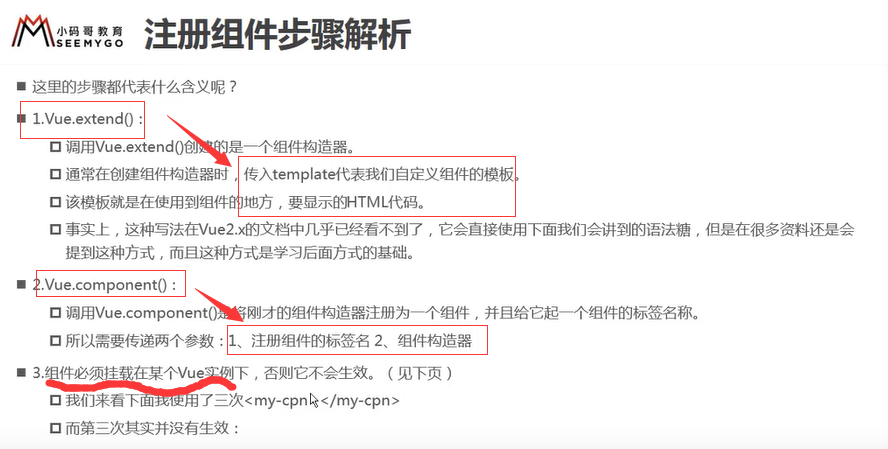 小码哥教育
SEEMYGO
注册组件步骤解析
这里的步骤都代表什么含义呢？
1.Vue.extend()：
调用Vue.extend()创建的是一个组件构造器。
通常在创建组件构造器时，传入template代表我们自定义组件的模板。
该模板就是在使用到组件的地方，要显示的HTML代码。
事实上，这种写法在Vue2.x的文档中几乎已经看不到了，它会直接使用下面我们会讲到的语法糖，但是在很多资料还是会
提到这种方式，而且这种方式是学习后面方式的基础。
2.Vue.component()：
调用Vue.component()是将刚才的组件构造器注册为一个组件，并且给它起一个组件的标签名称。
所以需要传递两个参数：1、注册组件的标签名 2、组件构造器
3.组件必须挂载在某个Vue实例下，否则它不会生效。（见下页）
我们来看下面我使用了三次<my-cpn></my-cpn>
而第三次其实并没有生效：